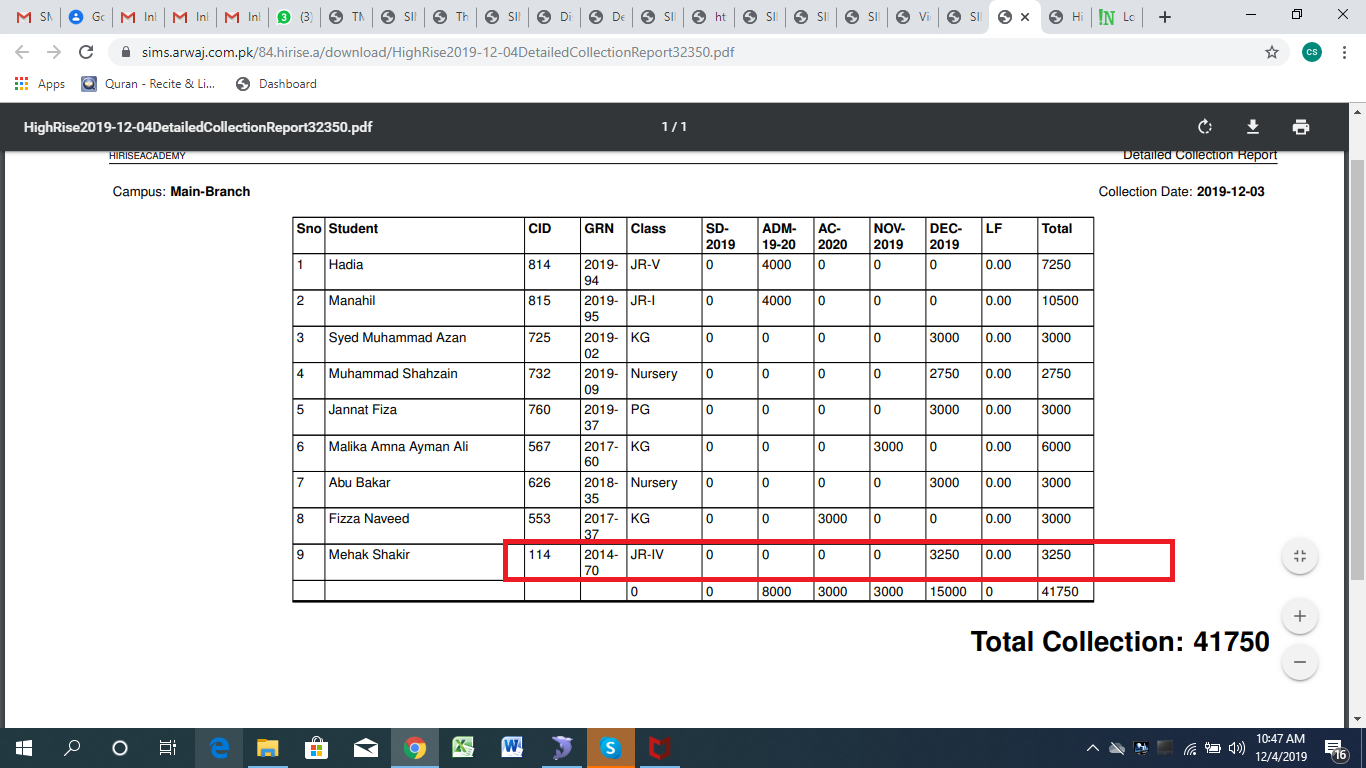 SM
Go
Inl
Inl
Inl
3 (3)
TM
SII
Th
SII
Di
De
SII
ht
SII
SII
SII
Vi
SII
Hi
!N Lc
sims.arwaj.com.pk/84.hirise.a/download/HighRise2019-12-04DetailedCollectionReport32350.pdf
CS
Apps Quran - Recite & Li... Dashboard
HighRise2019-12-04DetailedCollectionReport32350.pdf 1 / 1
HIRISEACADEMY Detailed Collection Report
Campus: Main-Branch Collection Date: 2019-12-03
Sno Student CID GRN Class SD- ADM- AC- NOV- DEC- LF Total
2019 19-20 2020 2019 2019
1 Hadia 814 2019- JR-V 0 4000 0 0 0 0.00 7250
94
2 Manahil 815 2019- JR-I 0 4000 0 0 0 0.00 10500
95
3 Syed Muhammad Azan 725 2019- KG 0 0 0 0 3000 0.00 3000
02
4 Muhammad Shahzain 732 2019- Nursery 0 0 0 0 2750 0.00 2750
09
5 Jannat Fiza 760 2019- PG 0 0 0 0 3000 0.00 3000
37
6 Malika Amna Ayman Ali 567 2017- KG 0 0 0 3000 0 0.00 6000
60
7 Abu Bakar 626 2018- Nursery 0 0 0 0 3000 0.00 3000
35
8 Fizza Naveed 553 2017- KG 0 0 3000 0 0 0.00 3000
37
9 Mehak Shakir 114 2014- JR-IV 0 0 0 0 3250 0.00 3250
70
0 0 8000 3000 3000 15000 0 41750
Total Collection: 41750
10:47 AM
12/4/2019
16